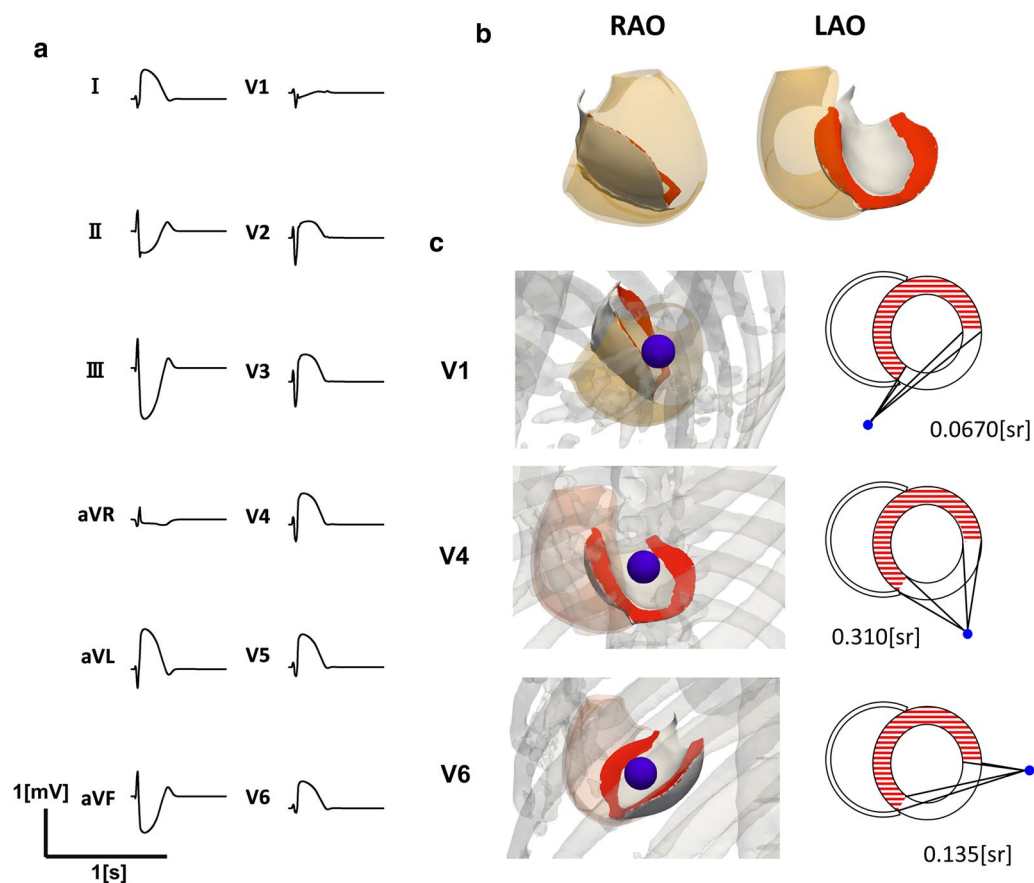 a
I V1
II V2
III V3
aVR V4
aVL V5
aVF V6
1[mV]
1[s]
b
RAO LAO
c
V1
0.0670[sr]
V4
0.310[sr]
V6
0.135[sr]